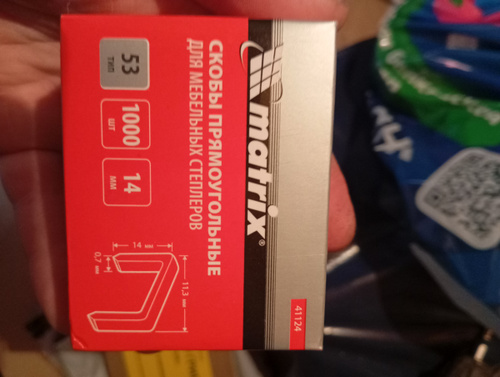 matrix®
41124
СКОБЫ ПРЯМОУГОЛЬНЫЕ
ДЛЯ МЕБЕЛЬНЫХ СТЕПЛЕРОВ
53
ТИП
1000
ШТ
14
ММ
14 мм
0,7 мм
11,3 мм